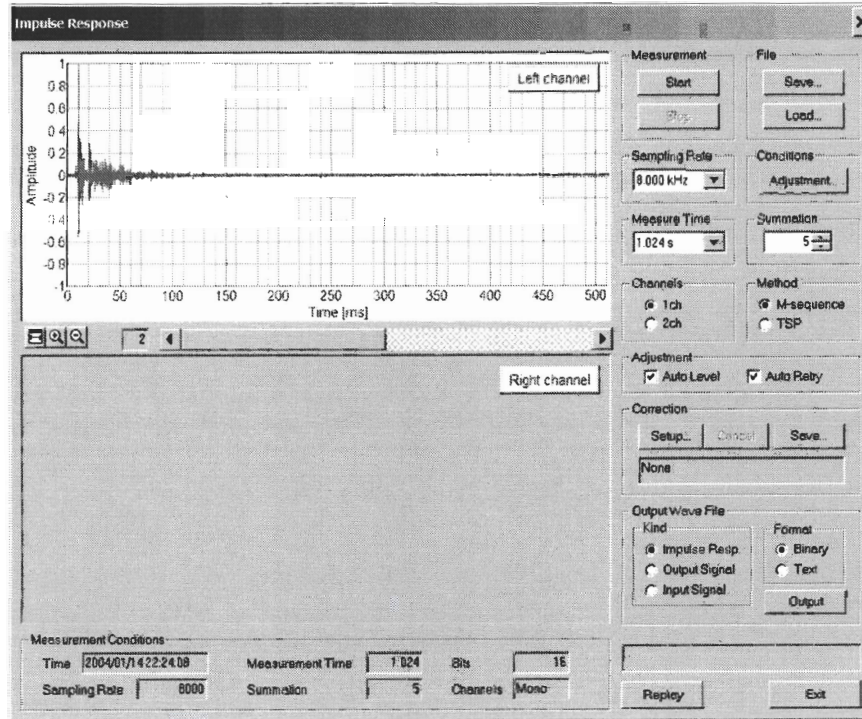 Impulse Response
Left channel
Amplitude
1
0.8
0.6
0.4
0.2
0
-0.2
-0.6
-0.8
-1
0 50 100 150 200 250 300 350 400 450 500
Time [ms]
2
Right channel
Measurement
Start
Stop
File
Save...
Load...
Sampling Rate
8.000 kHz
Conditions
Adjustment...
Measure Time
1.024 s
Summation
5
Channels
1ch
2ch
Method
M-sequence
TSP
Adjustment
Auto Level
Auto Retry
Correction
Setup...
Cancel
Save...
None
Output Wave File
Kind
Impulse Resp.
Output Signal
Input Signal
Format
Binary
Text
Output
Measurement Conditions
Time 2004/01/14 22:24:08 Measurement Time 1.024 Bits 16
Sampling Rate 8000 Summation 5 Channels Mono
Replay
Exit